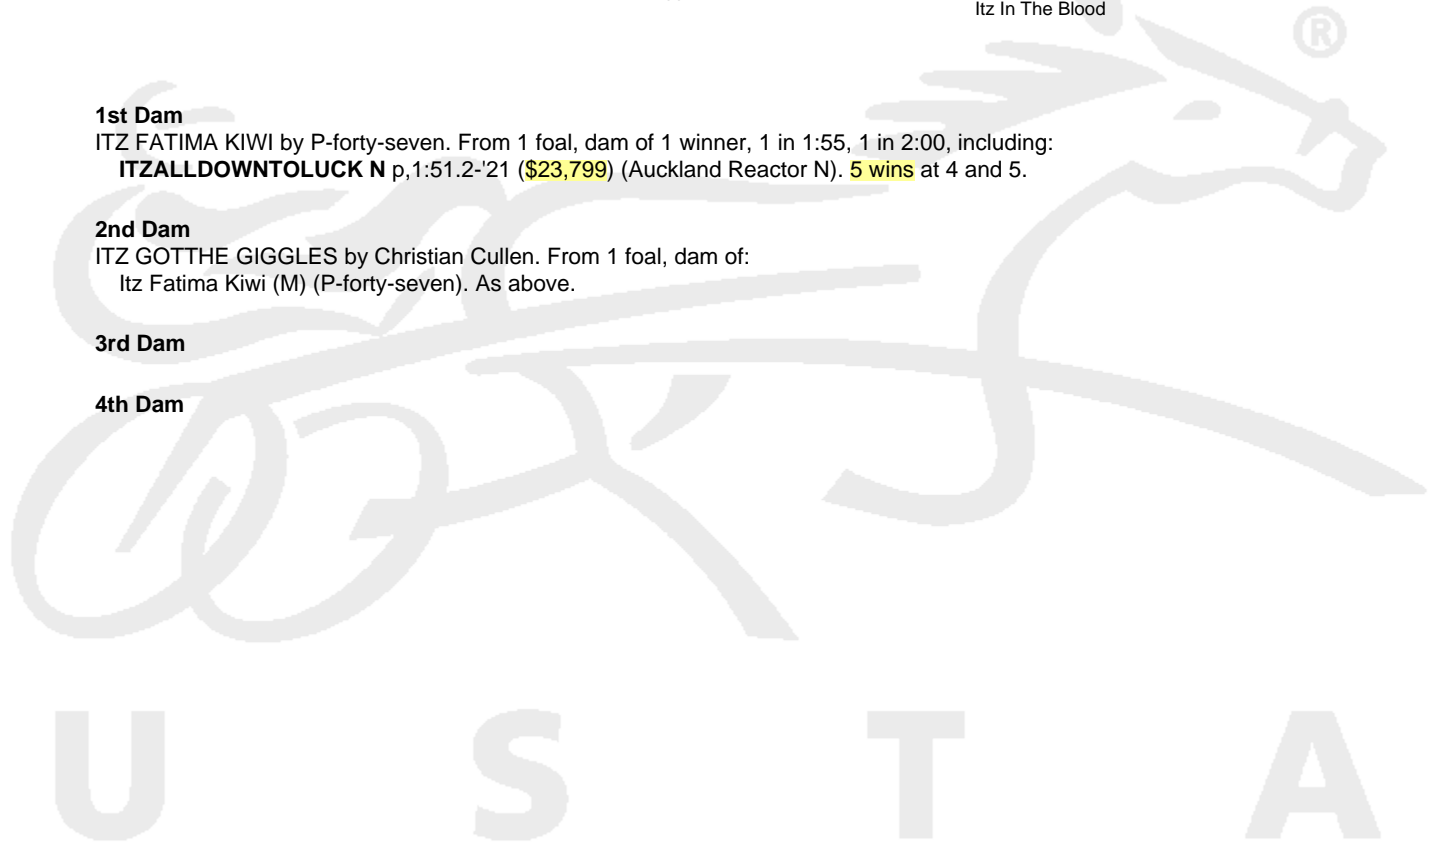 Itz In The Blood
®
1st Dam
ITZ FATIMA KIWI by P-forty-seven. From 1 foal, dam of 1 winner, 1 in 1:55, 1 in 2:00, including:
ITZALLDOWNTOLUCK N p,1:51.2-'21 ($23,799) (Auckland Reactor N). 5 wins at 4 and 5.
2nd Dam
ITZ GOTTHE GIGGLES by Christian Cullen. From 1 foal, dam of:
Itz Fatima Kiwi (M) (P-forty-seven). As above.
3rd Dam
4th Dam
U S T A